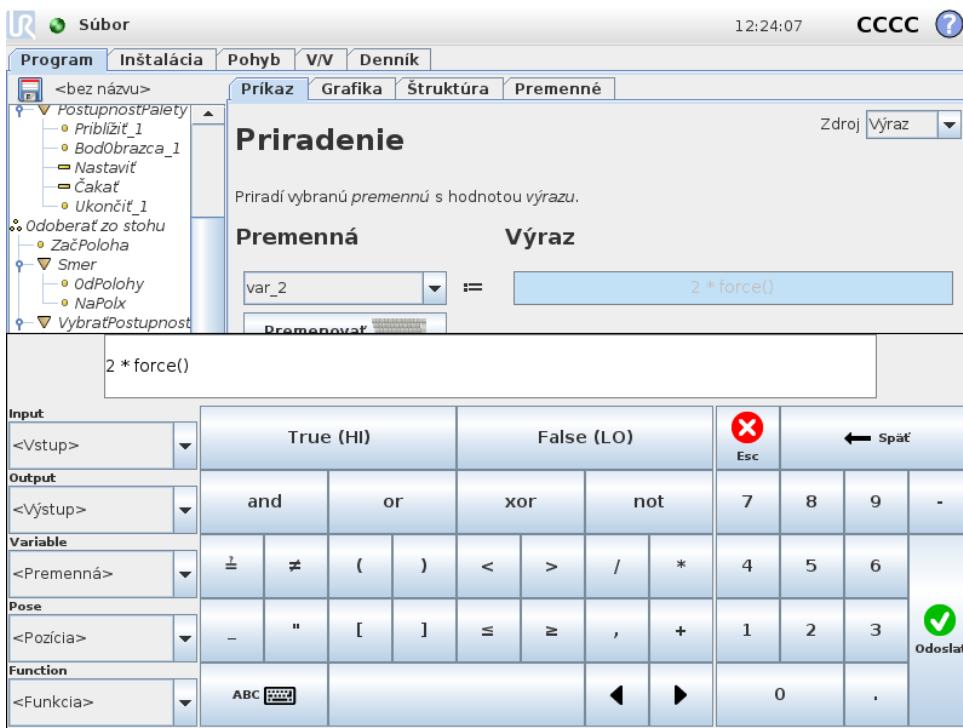 UR Súbor 12:24:07 CCCC ?
Program Inštalácia Pohyb V/V Denník
<bez názvu> Príkaz Grafika Štruktúra Premenné
PostupnostPalety
Priblížiť_1
BodObrazca_1
Nastaviť
Čakať
Ukončiť_1
Odoberať zo stohu
ZačPoloha
Smer
OdPolohy
NaPolx
VybraťPostupnost
Priradenie
Zdroj Výraz
Priradí vybranú premennú s hodnotou výrazu.
Premenná Výraz
var_2 := 2 * force()
Premenovať
2 * force()
Input
<Vstup>
Output
<Výstup>
Variable
<Premenná>
Pose
<Pozícia>
Function
<Funkcia>
True (HI) False (LO) Esc Späť
and or xor not 7 8 9 -
≟ ≠ ( ) < > / * 4 5 6
_ " [ ] ≤ ≥ , + 1 2 3 Odoslať
ABC 0 .